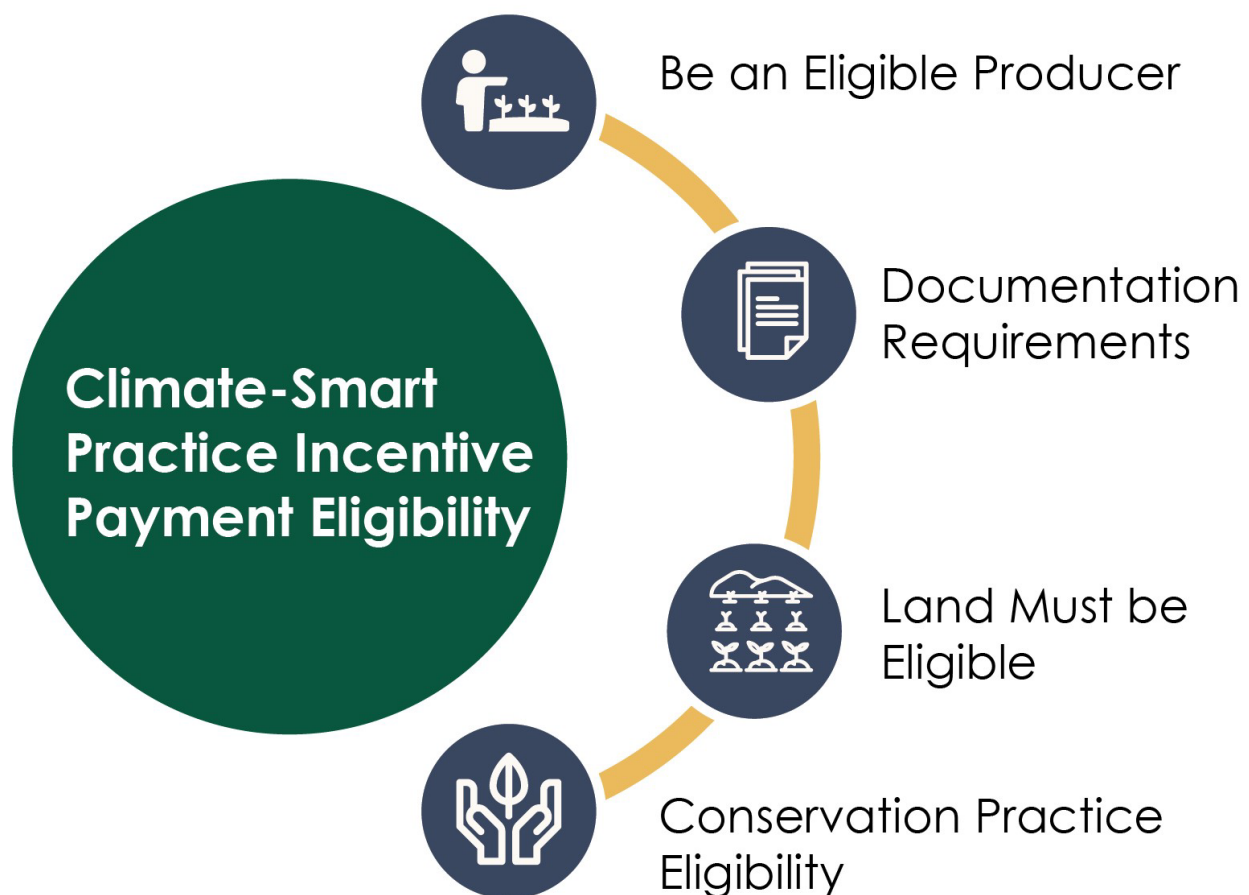 Climate-Smart
Practice Incentive
Payment Eligibility
Be an Eligible Producer
Documentation
Requirements
Land Must be
Eligible
Conservation Practice
Eligibility